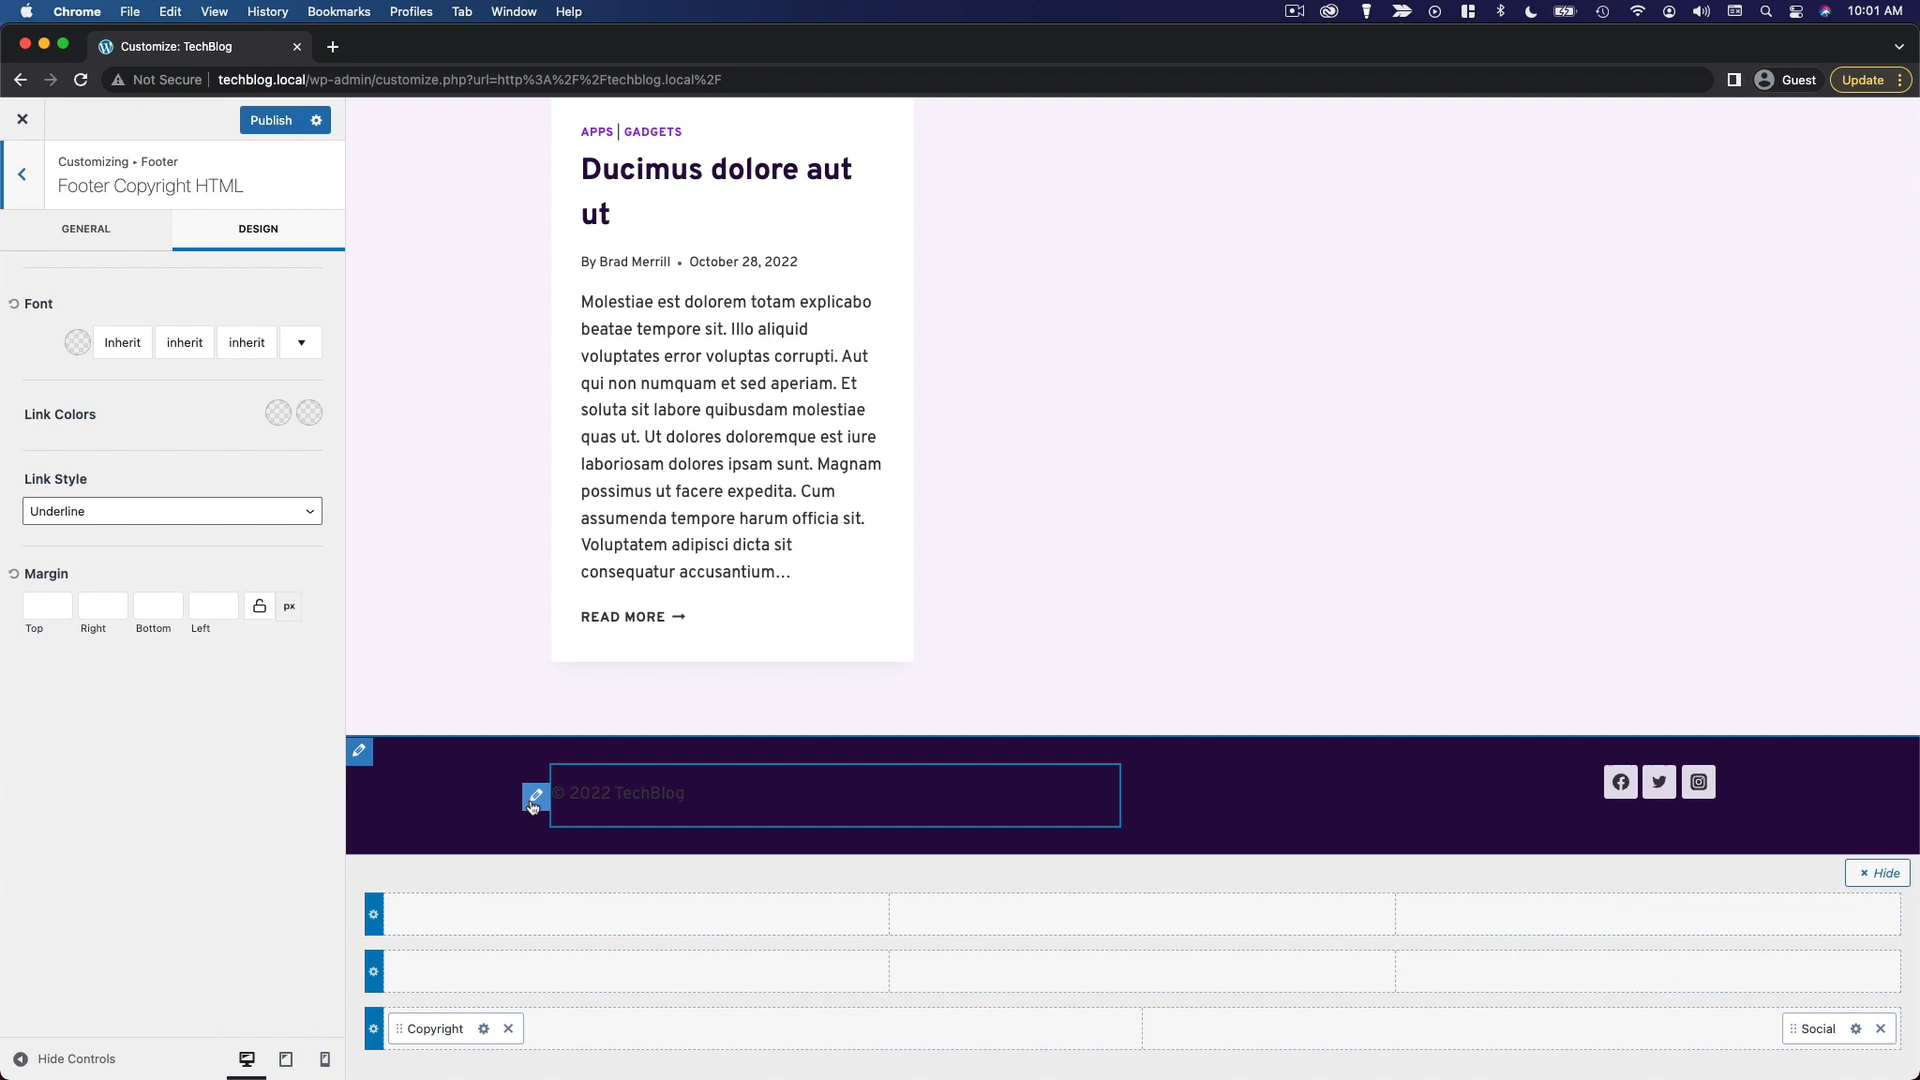 Chrome File Edit View History Bookmarks Profiles Tab Window Help 10:01 AM
Customize: TechBlog
Not Secure techblog.local/wp-admin/customize.php?url=http%3A%2F%2Ftechblog.local%2F Guest Update
Publish
Customizing ▸ Footer
Footer Copyright HTML
GENERAL DESIGN
Font
Inherit inherit inherit
Link Colors
Link Style
Underline
Margin
px
Top Right Bottom Left
Hide Controls
APPS | GADGETS
Ducimus dolore aut
ut
By Brad Merrill • October 28, 2022
Molestiae est dolorem totam explicabo
beatae tempore sit. Illo aliquid
voluptates error voluptas corrupti. Aut
qui non numquam et sed aperiam. Et
soluta sit labore quibusdam molestiae
quas ut. Ut dolores doloremque est iure
laboriosam dolores ipsam sunt. Magnam
possimus ut facere expedita. Cum
assumenda tempore harum officia sit.
Voluptatem adipisci dicta sit
consequatur accusantium…
READ MORE →
© 2022 TechBlog
× Hide
Copyright
Social